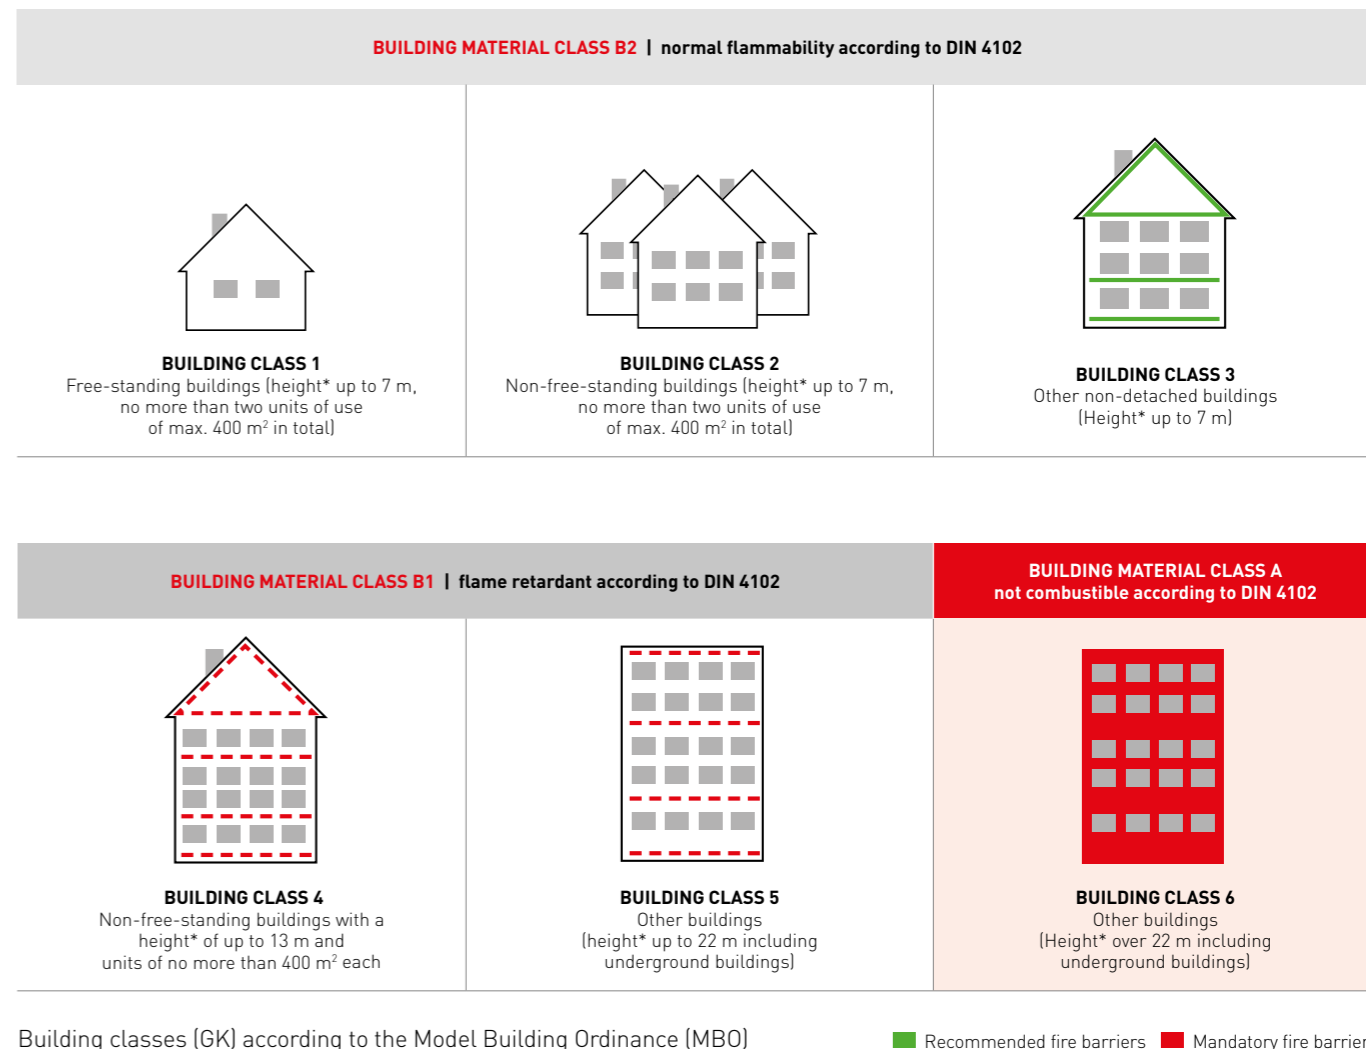 BUILDING MATERIAL CLASS B2 | normal flammability according to DIN 4102
BUILDING CLASS 1
Free-standing buildings (height* up to 7 m,
no more than two units of use
of max. 400 m² in total)
BUILDING CLASS 2
Non-free-standing buildings (height* up to 7 m,
no more than two units of use
of max. 400 m² in total)
BUILDING CLASS 3
Other non-detached buildings
(Height* up to 7 m)
BUILDING MATERIAL CLASS B1 | flame retardant according to DIN 4102
BUILDING MATERIAL CLASS A
not combustible according to DIN 4102
BUILDING CLASS 4
Non-free-standing buildings with a
height* of up to 13 m and
units of no more than 400 m² each
BUILDING CLASS 5
Other buildings
(height* up to 22 m including
underground buildings)
BUILDING CLASS 6
Other buildings
(Height* over 22 m including
underground buildings)
Building classes (GK) according to the Model Building Ordinance (MBO)
Recommended fire barriers
Mandatory fire barrier